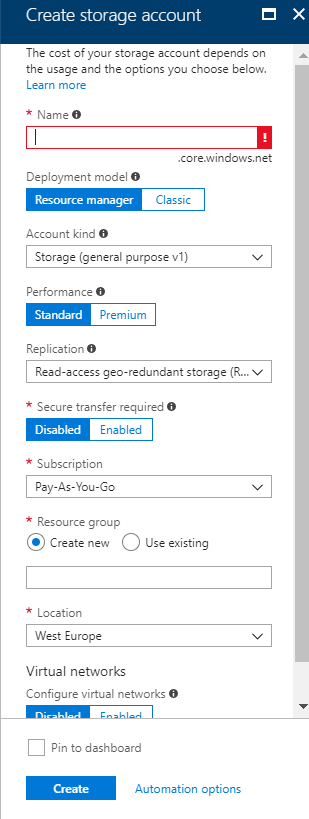 Create storage account
The cost of your storage account depends on
the usage and the options you choose below.
Learn more
* Name
!
.core.windows.net
Deployment model
Resource manager Classic
Account kind
Storage (general purpose v1)
Performance
Standard Premium
Replication
Read-access geo-redundant storage (R...
* Secure transfer required
Disabled Enabled
* Subscription
Pay-As-You-Go
* Resource group
Create new Use existing
* Location
West Europe
Virtual networks
Configure virtual networks
Disabled Enabled
Pin to dashboard
Create Automation options